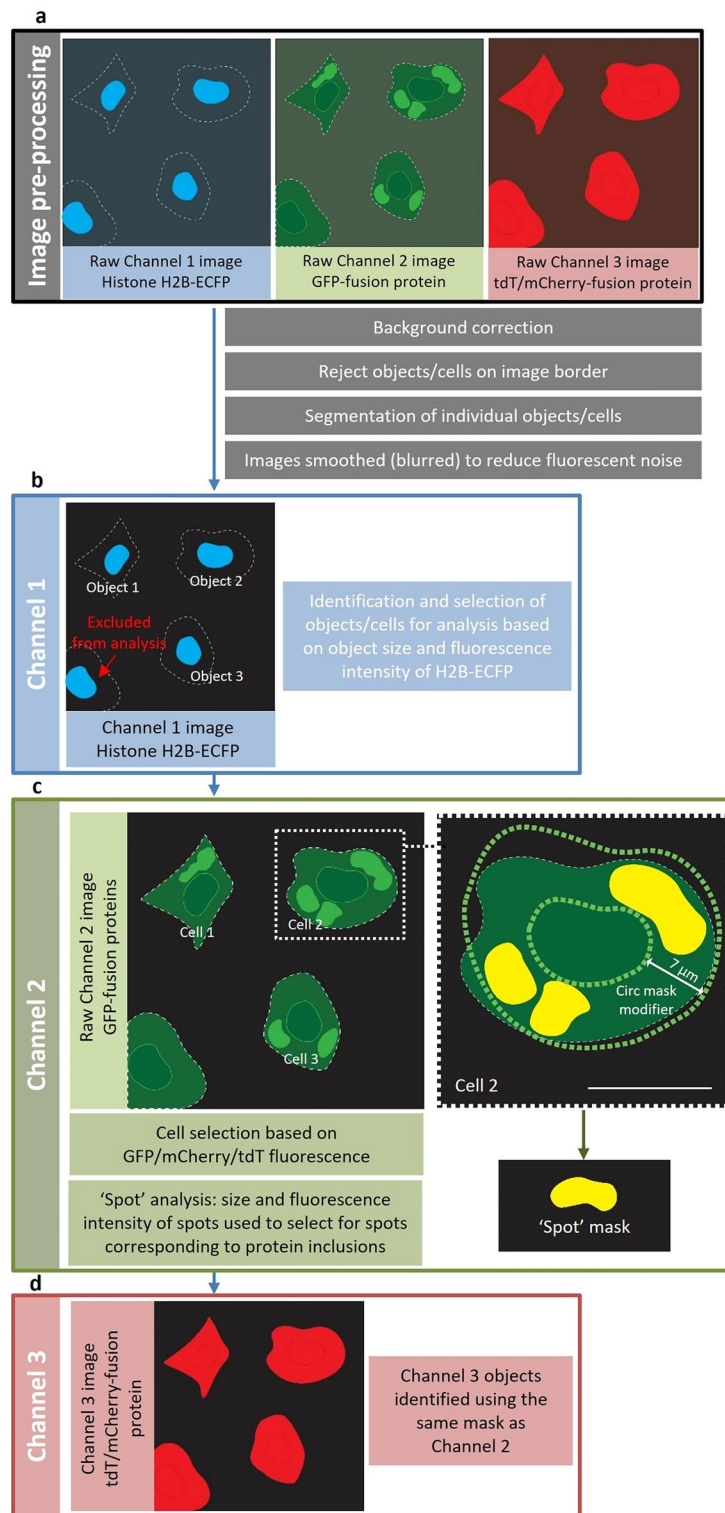 a
Image pre-processing
Raw Channel 1 image
Histone H2B-ECFP
Raw Channel 2 image
GFP-fusion protein
Raw Channel 3 image
tdT/mCherry-fusion protein
Background correction
Reject objects/cells on image border
Segmentation of individual objects/cells
Images smoothed (blurred) to reduce fluorescent noise
b
Channel 1
Object 1
Object 2
Excluded
from analysis
Object 3
Channel 1 image
Histone H2B-ECFP
Identification and selection of
objects/cells for analysis based
on object size and fluorescence
intensity of H2B-ECFP
c
Channel 2
Raw Channel 2 image
GFP-fusion proteins
Cell 1
Cell 2
Cell 3
7 µm
Circ mask
modifier
Cell 2
Cell selection based on
GFP/mCherry/tdT fluorescence
‘Spot’ analysis: size and fluorescence
intensity of spots used to select for spots
corresponding to protein inclusions
‘Spot’ mask
d
Channel 3
Channel 3 image
tdT/mCherry-fusion
protein
Channel 3 objects
identified using the
same mask as
Channel 2